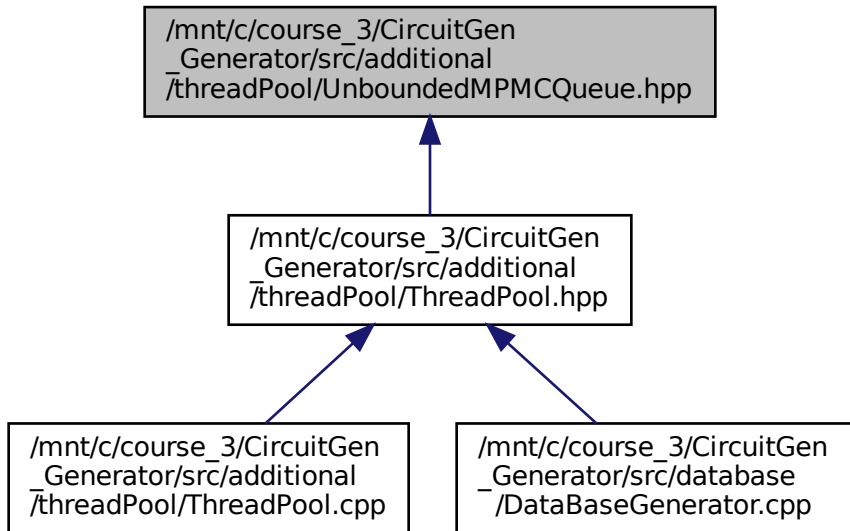 /mnt/c/course_3/CircuitGen
_Generator/src/additional
/threadPool/UnboundedMPMCQueue.hpp
/mnt/c/course_3/CircuitGen
_Generator/src/additional
/threadPool/ThreadPool.hpp
/mnt/c/course_3/CircuitGen
_Generator/src/additional
/threadPool/ThreadPool.cpp
/mnt/c/course_3/CircuitGen
_Generator/src/database
/DataBaseGenerator.cpp